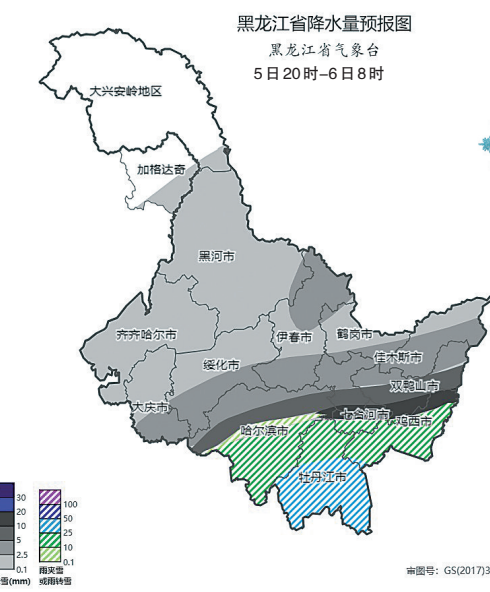 黑龙江省降水量预报图
黑龙江省气象台
5日20时-6日8时
大兴安岭地区
加格达奇
黑河市
齐齐哈尔市
伊春市
鹤岗市
绥化市
佳木斯市
双鸭山市
大庆市
七台河市
鸡西市
哈尔滨市
牡丹江市
30
20
10
5
2.5
0.1
雪(mm)
100
50
25
10
0.1
雨夹雪
或雨转雪
审图号：GS(2017)3